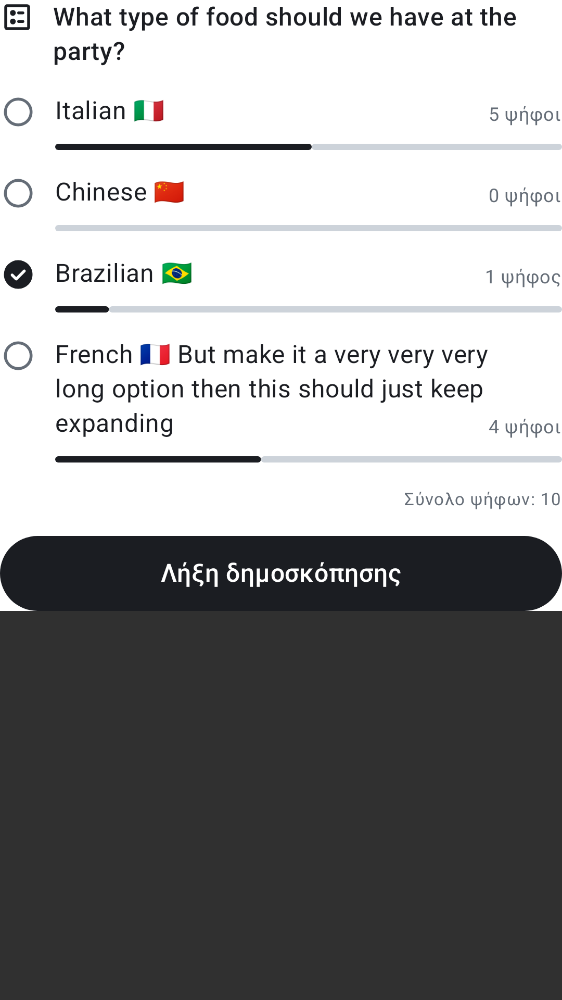 What type of food should we have at the
party?
Italian 🇮🇹
5 ψήφοι
Chinese 🇨🇳
0 ψήφοι
Brazilian 🇧🇷
1 ψήφος
French 🇫🇷 But make it a very very very
long option then this should just keep
expanding
4 ψήφοι
Σύνολο ψήφων: 10
Λήξη δημοσκόπησης